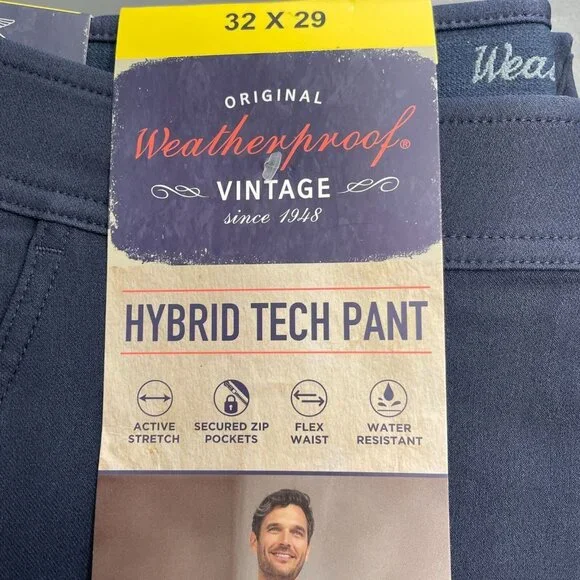 32 X 29
ORIGINAL
Weatherproof®
VINTAGE
since 1948
HYBRID TECH PANT
ACTIVE
STRETCH
SECURED ZIP
POCKETS
FLEX
WAIST
WATER
RESISTANT